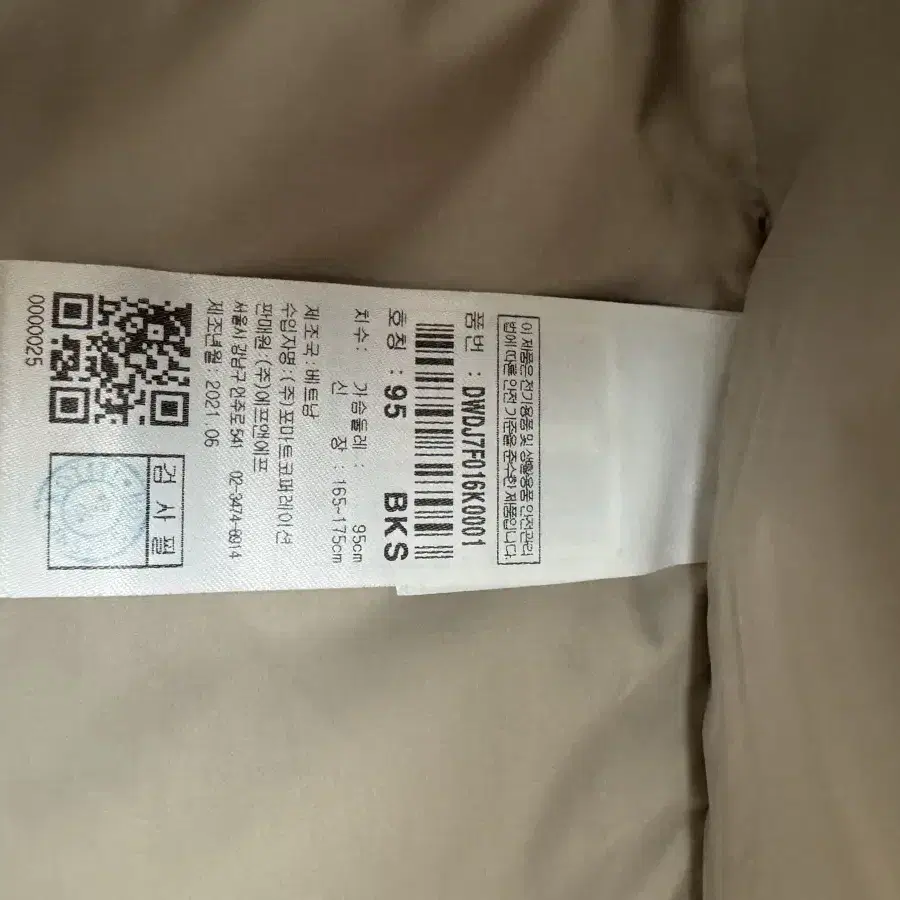 이 제품은 전기용품 및 생활용품 안전관리
법에 따른 안전 기준을 준수한 제품입니다.
품번 : DWDJ7F016K0001
호칭 : 95 BKS
치수 : 가슴둘레 : 95cm
신 장 : 165~175cm
제조국 : 베트남
수입자명 : (주)포마트코퍼레이션
판매원 : (주)에프앤에프
서울시 강남구 언주로 541 02-3474-6914
제조년월 : 2021.06
검사필
0000025